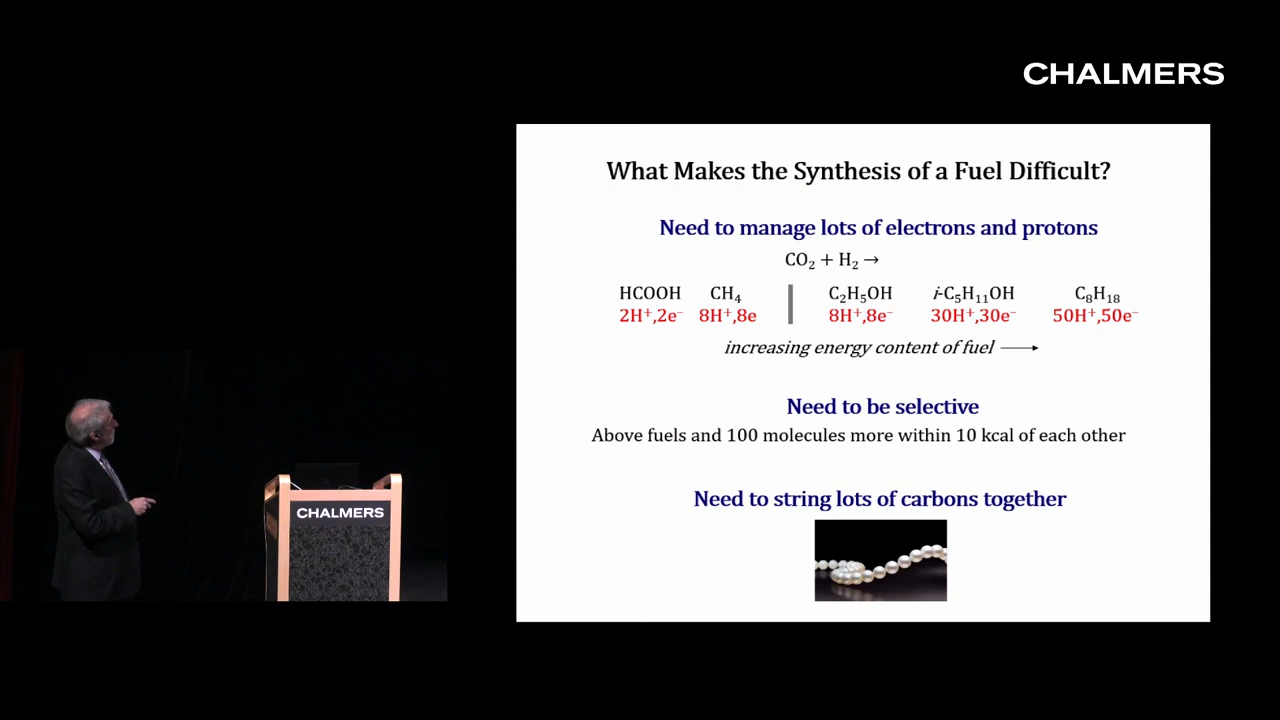 CHALMERS
What Makes the Synthesis of a Fuel Difficult?
Need to manage lots of electrons and protons
CO₂ + H₂ →
HCOOH CH₄ C₂H₅OH i-C₅H₁₁OH C₈H₁₈
2H⁺,2e⁻ 8H⁺,8e 8H⁺,8e⁻ 30H⁺,30e⁻ 50H⁺,50e⁻
increasing energy content of fuel →
Need to be selective
Above fuels and 100 molecules more within 10 kcal of each other
Need to string lots of carbons together
CHALMERS